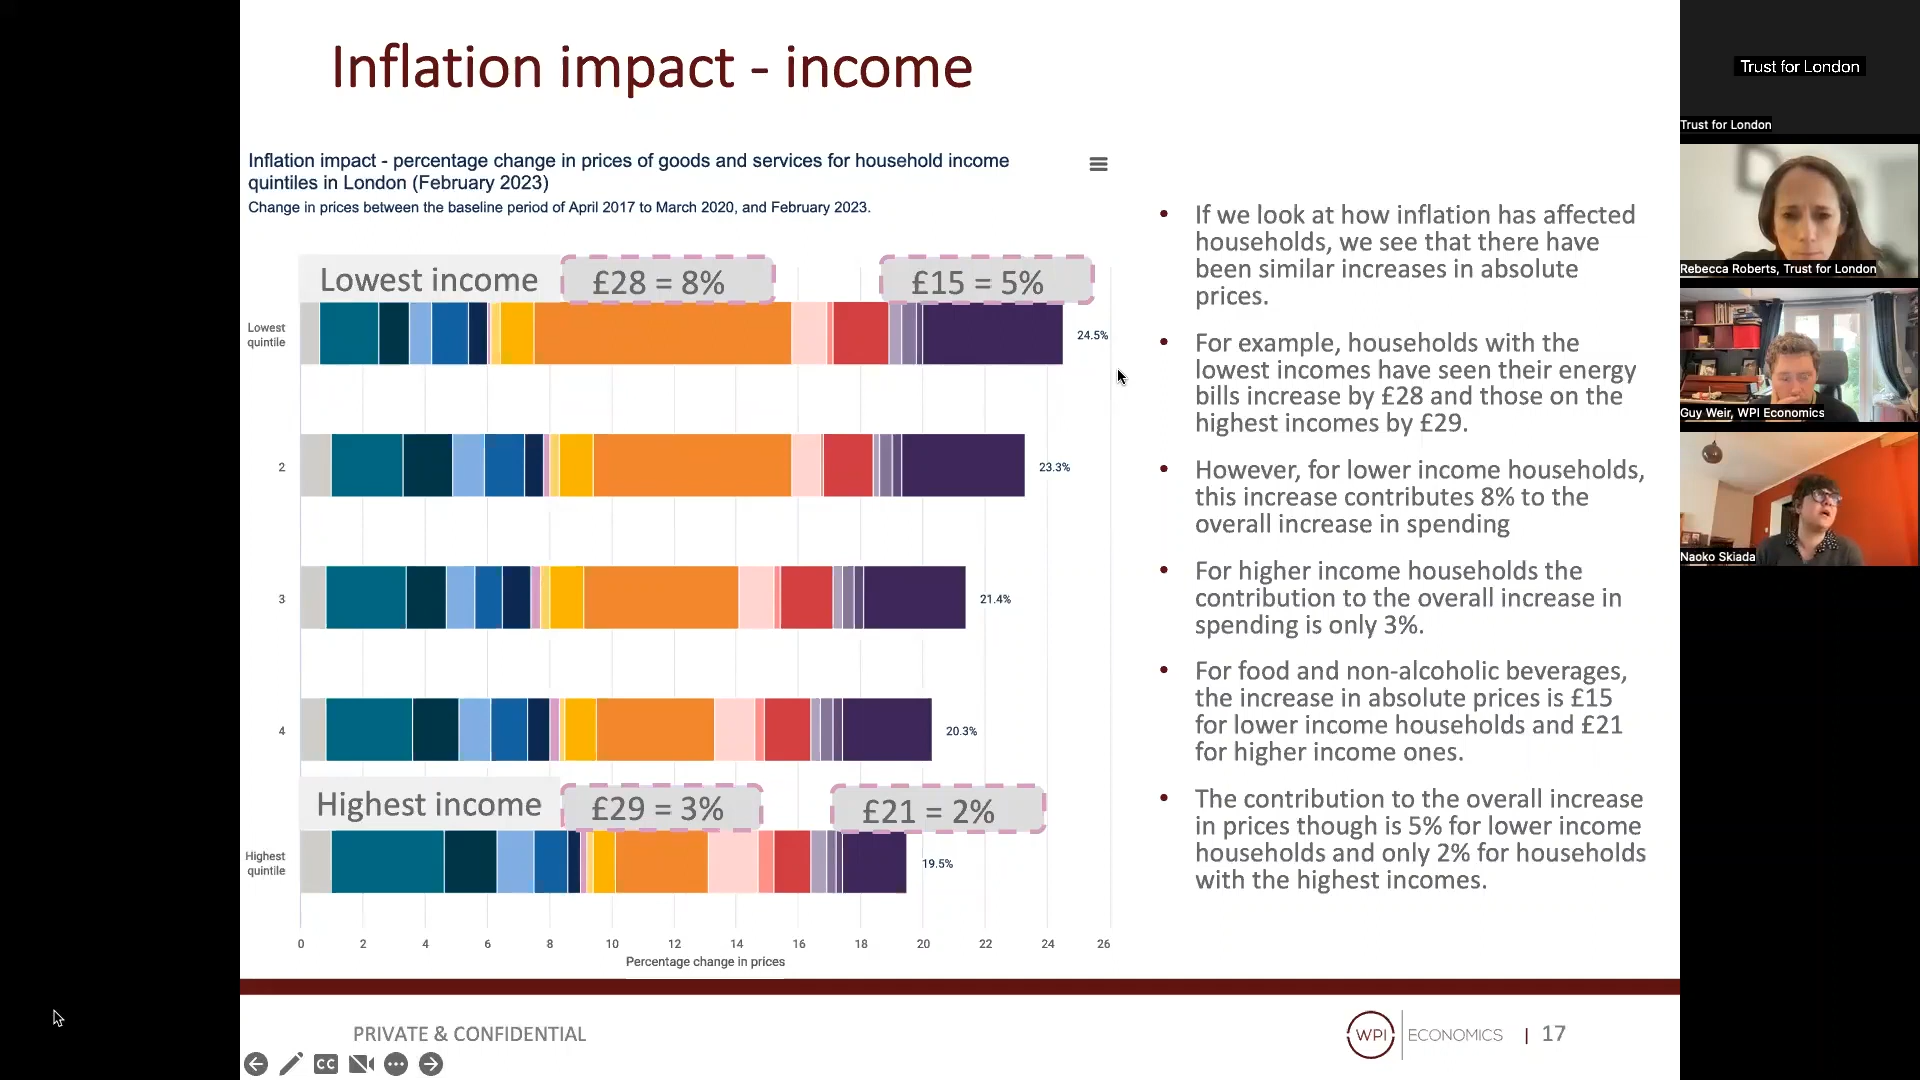 Inflation impact - income
Inflation impact - percentage change in prices of goods and services for household income
quintiles in London (February 2023)
Change in prices between the baseline period of April 2017 to March 2020, and February 2023.
Lowest income
£28 = 8%
£15 = 5%
Lowest
quintile
24.5%
2
23.3%
3
21.4%
4
20.3%
Highest income
£29 = 3%
£21 = 2%
Highest
quintile
19.5%
0 2 4 6 8 10 12 14 16 18 20 22 24 26
Percentage change in prices
• If we look at how inflation has affected
households, we see that there have
been similar increases in absolute
prices.
• For example, households with the
lowest incomes have seen their energy
bills increase by £28 and those on the
highest incomes by £29.
• However, for lower income households,
this increase contributes 8% to the
overall increase in spending
• For higher income households the
contribution to the overall increase in
spending is only 3%.
• For food and non-alcoholic beverages,
the increase in absolute prices is £15
for lower income households and £21
for higher income ones.
• The contribution to the overall increase
in prices though is 5% for lower income
households and only 2% for households
with the highest incomes.
PRIVATE & CONFIDENTIAL
CC
WPI ECONOMICS | 17
Trust for London
Trust for London
Rebecca Roberts, Trust for London
Guy Weir, WPI Economics
Naoko Skiada